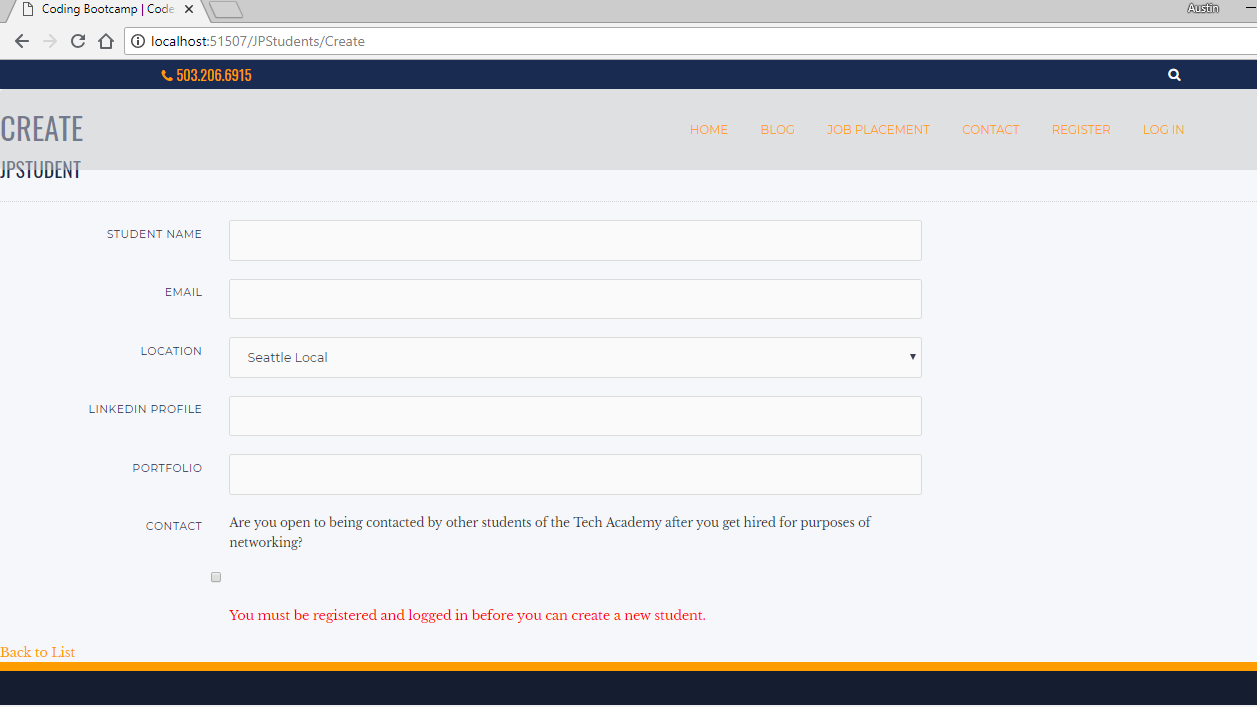 Coding Bootcamp | Code
Austin
localhost:51507/JPStudents/Create
503.206.6915
CREATE
HOME BLOG JOB PLACEMENT CONTACT REGISTER LOG IN
JPSTUDENT
STUDENT NAME
EMAIL
LOCATION Seattle Local
LINKEDIN PROFILE
PORTFOLIO
CONTACT Are you open to being contacted by other students of the Tech Academy after you get hired for purposes of
networking?
You must be registered and logged in before you can create a new student.
Back to List